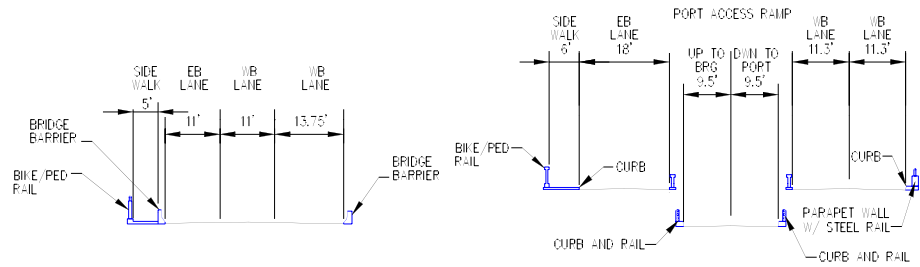 SIDE
WALK
5'
EB
LANE
11'
WB
LANE
11'
WB
LANE
13.75'
BRIDGE
BARRIER
BIKE/PED
RAIL
BRIDGE
BARRIER
PORT ACCESS RAMP
SIDE
WALK
6'
EB
LANE
18'
UP TO
BRG
9.5'
DWN TO
PORT
9.5'
WB
LANE
11.3'
WB
LANE
11.3'
BIKE/PED
RAIL
CURB
CURB
CURB AND RAIL
PARAPET WALL
W/ STEEL RAIL
CURB AND RAIL